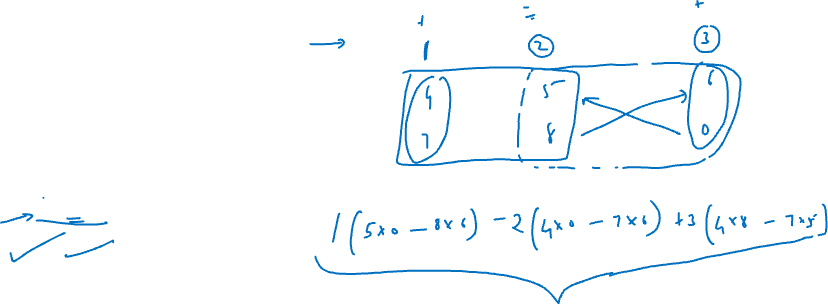 + = +
→ 1 2 3
4 5 6
7 8 0
1(5×0 – 8×6) – 2(4×0 – 7×6) + 3(4×8 – 7×5)